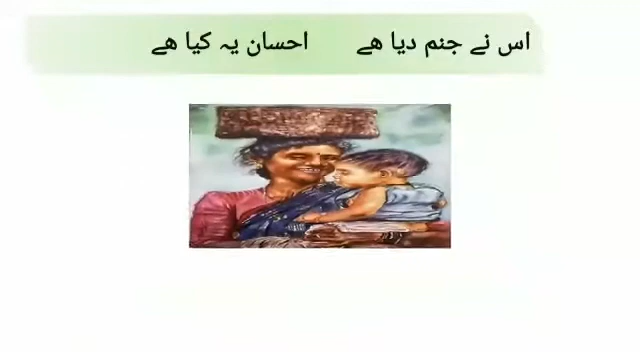 اس نے جنم دیا ھے احسان یہ کیا ھے